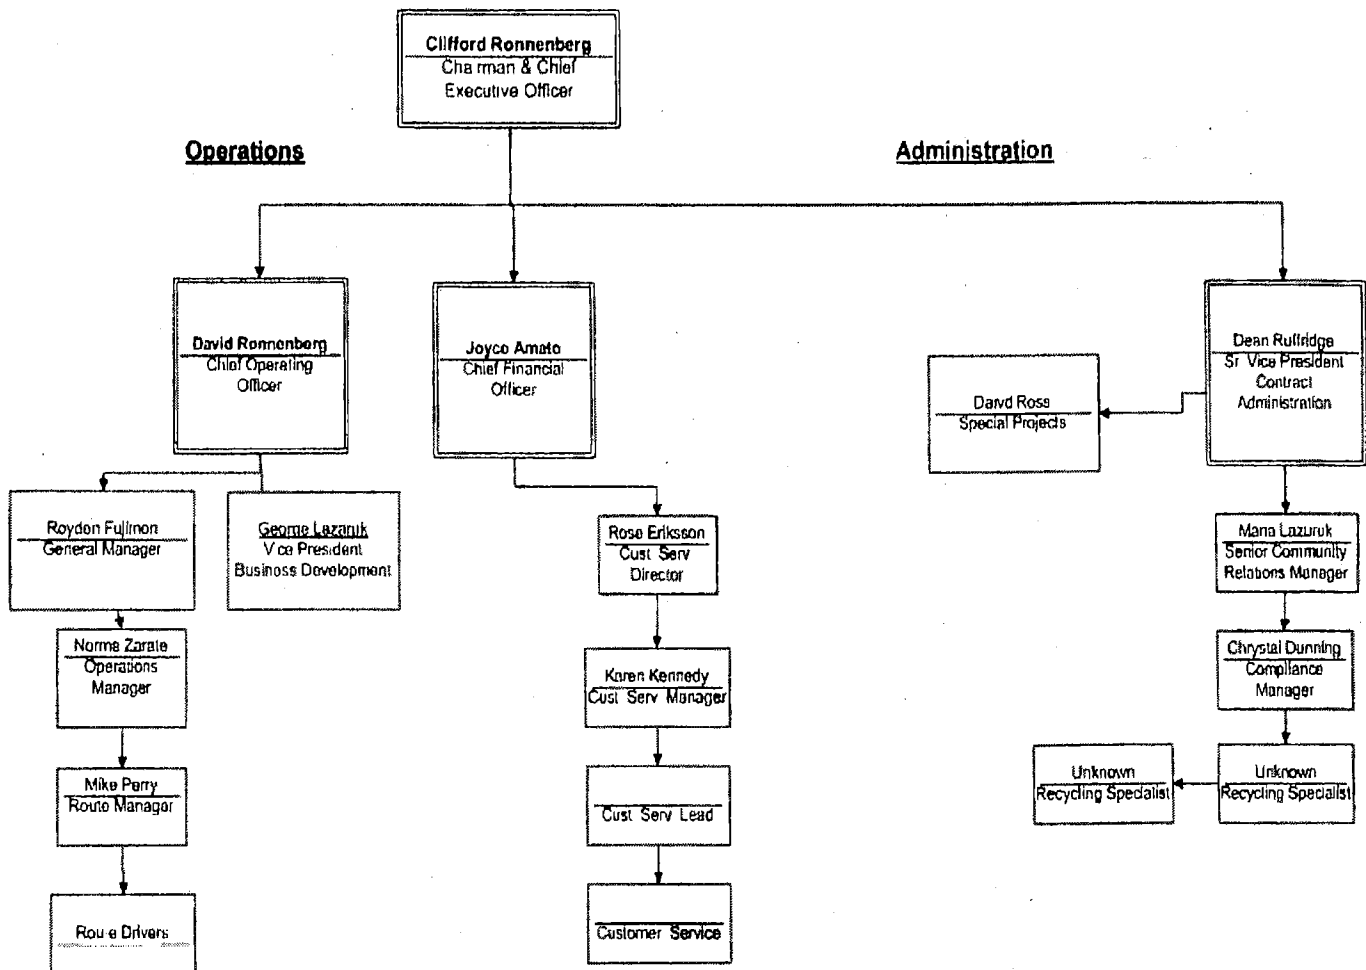 Clifford Ronnenberg
Chairman & Chief
Executive Officer
Operations
Administration
David Ronnenberg
Chief Operating
Officer
Joyce Amato
Chief Financial
Officer
Dean Ruffridge
Sr Vice President
Contract
Administration
David Ross
Special Projects
Roydon Fujimori
General Manager
George Lazaruk
Vice President
Business Development
Rose Eriksson
Cust Serv
Director
Maria Lazuruk
Senior Community
Relations Manager
Norma Zarate
Operations
Manager
Karen Kennedy
Cust Serv Manager
Chrystal Dunning
Compliance
Manager
Mike Perry
Route Manager
Cust Serv Lead
Unknown
Recycling Specialist
Unknown
Recycling Specialist
Route Drivers
Customer Service